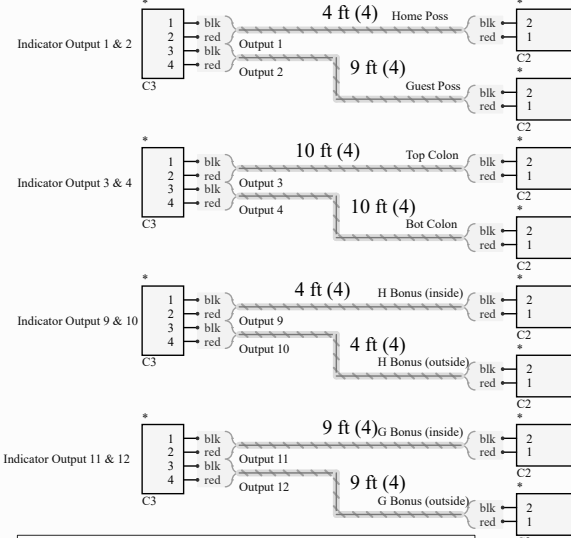 * 4 ft (4) *
1 blk Home Poss blk 2
Indicator Output 1 & 2 2 red Output 1 red 1
3 blk C2
4 red Output 2 9 ft (4) *
C3 Guest Poss blk 2
red 1
C2
* 10 ft (4) *
1 blk Top Colon blk 2
Indicator Output 3 & 4 2 red Output 3 red 1
3 blk C2
4 red Output 4 10 ft (4) *
C3 Bot Colon blk 2
red 1
C2
* 4 ft (4) *
1 blk H Bonus (inside) blk 2
Indicator Output 9 & 10 2 red Output 9 red 1
3 blk C2
4 red Output 10 4 ft (4) *
C3 H Bonus (outside) blk 2
red 1
C2
* 9 ft (4) *
1 blk G Bonus (inside) blk 2
Indicator Output 11 & 12 2 red Output 11 red 1
3 blk C2
4 red Output 12 9 ft (4) *
C3 G Bonus (outside) blk 2
red 1